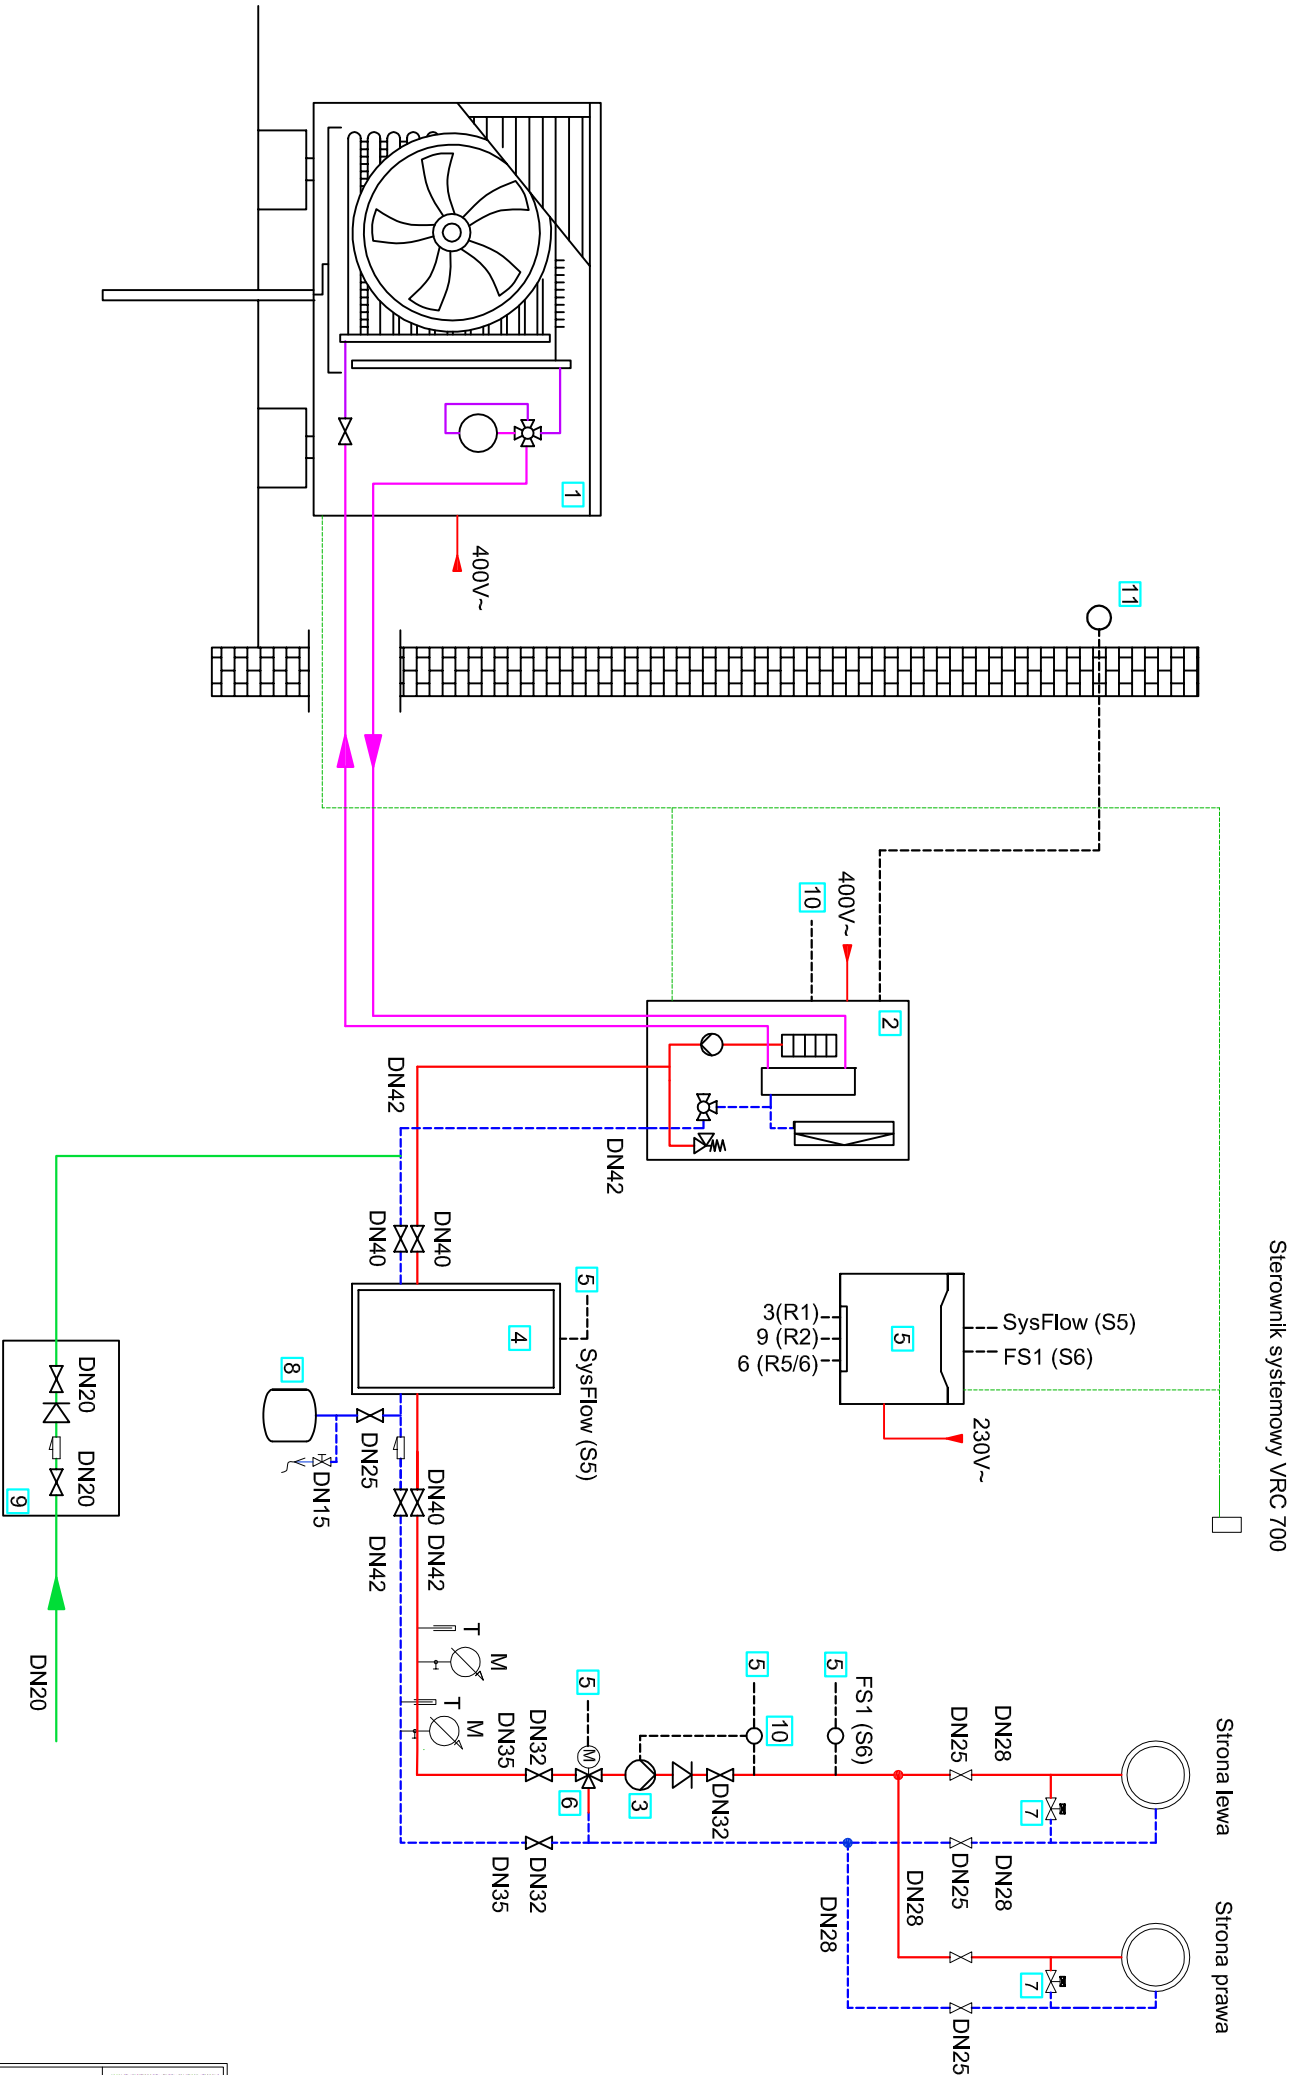 Sterownik systemowy VRC 700
Strona lewa
Strona prawa
11
1
400V~
400V~
10
2
DN42
DN42
SysFlow (S5)
FS1 (S6)
5
3(R1)
9 (R2)
6 (R5/6)
230V~
DN40
DN40
5
SysFlow (S5)
4
8
DN25
DN15
DN40
DN42
DN42
T
M
T
M
DN32
DN35
DN32
DN35
5
M
6
3
DN32
5
10
5
FS1 (S6)
DN25
DN28
DN25
DN28
7
DN28
DN28
7
DN25
DN20
DN20
9
DN20